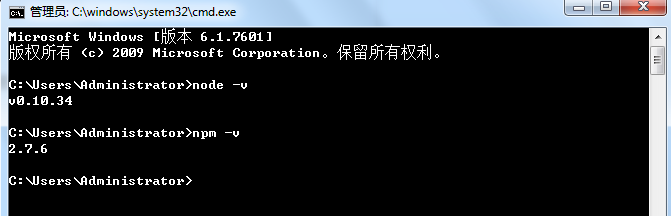 管理员: C:\windows\system32\cmd.exe
Microsoft Windows [版本 6.1.7601]
版权所有 (c) 2009 Microsoft Corporation。保留所有权利。
C:\Users\Administrator>node -v
v0.10.34
C:\Users\Administrator>npm -v
2.7.6
C:\Users\Administrator>